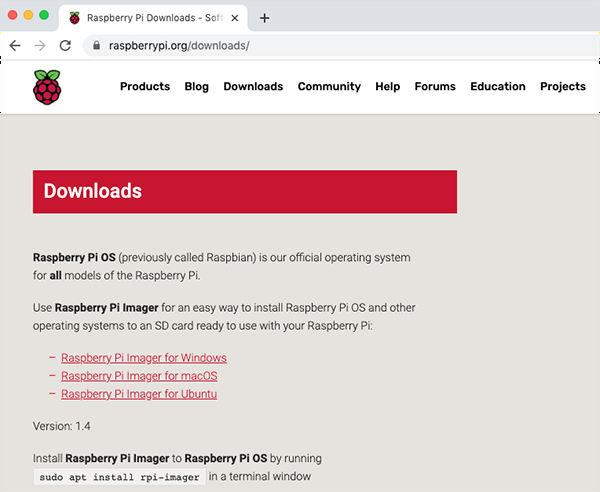 Raspberry Pi Downloads - Soft
raspberrypi.org/downloads/
Products Blog Downloads Community Help Forums Education Projects
Downloads
Raspberry Pi OS (previously called Raspbian) is our official operating system
for all models of the Raspberry Pi.
Use Raspberry Pi Imager for an easy way to install Raspberry Pi OS and other
operating systems to an SD card ready to use with your Raspberry Pi:
– Raspberry Pi Imager for Windows
– Raspberry Pi Imager for macOS
– Raspberry Pi Imager for Ubuntu
Version: 1.4
Install Raspberry Pi Imager to Raspberry Pi OS by running
sudo apt install rpi-imager in a terminal window